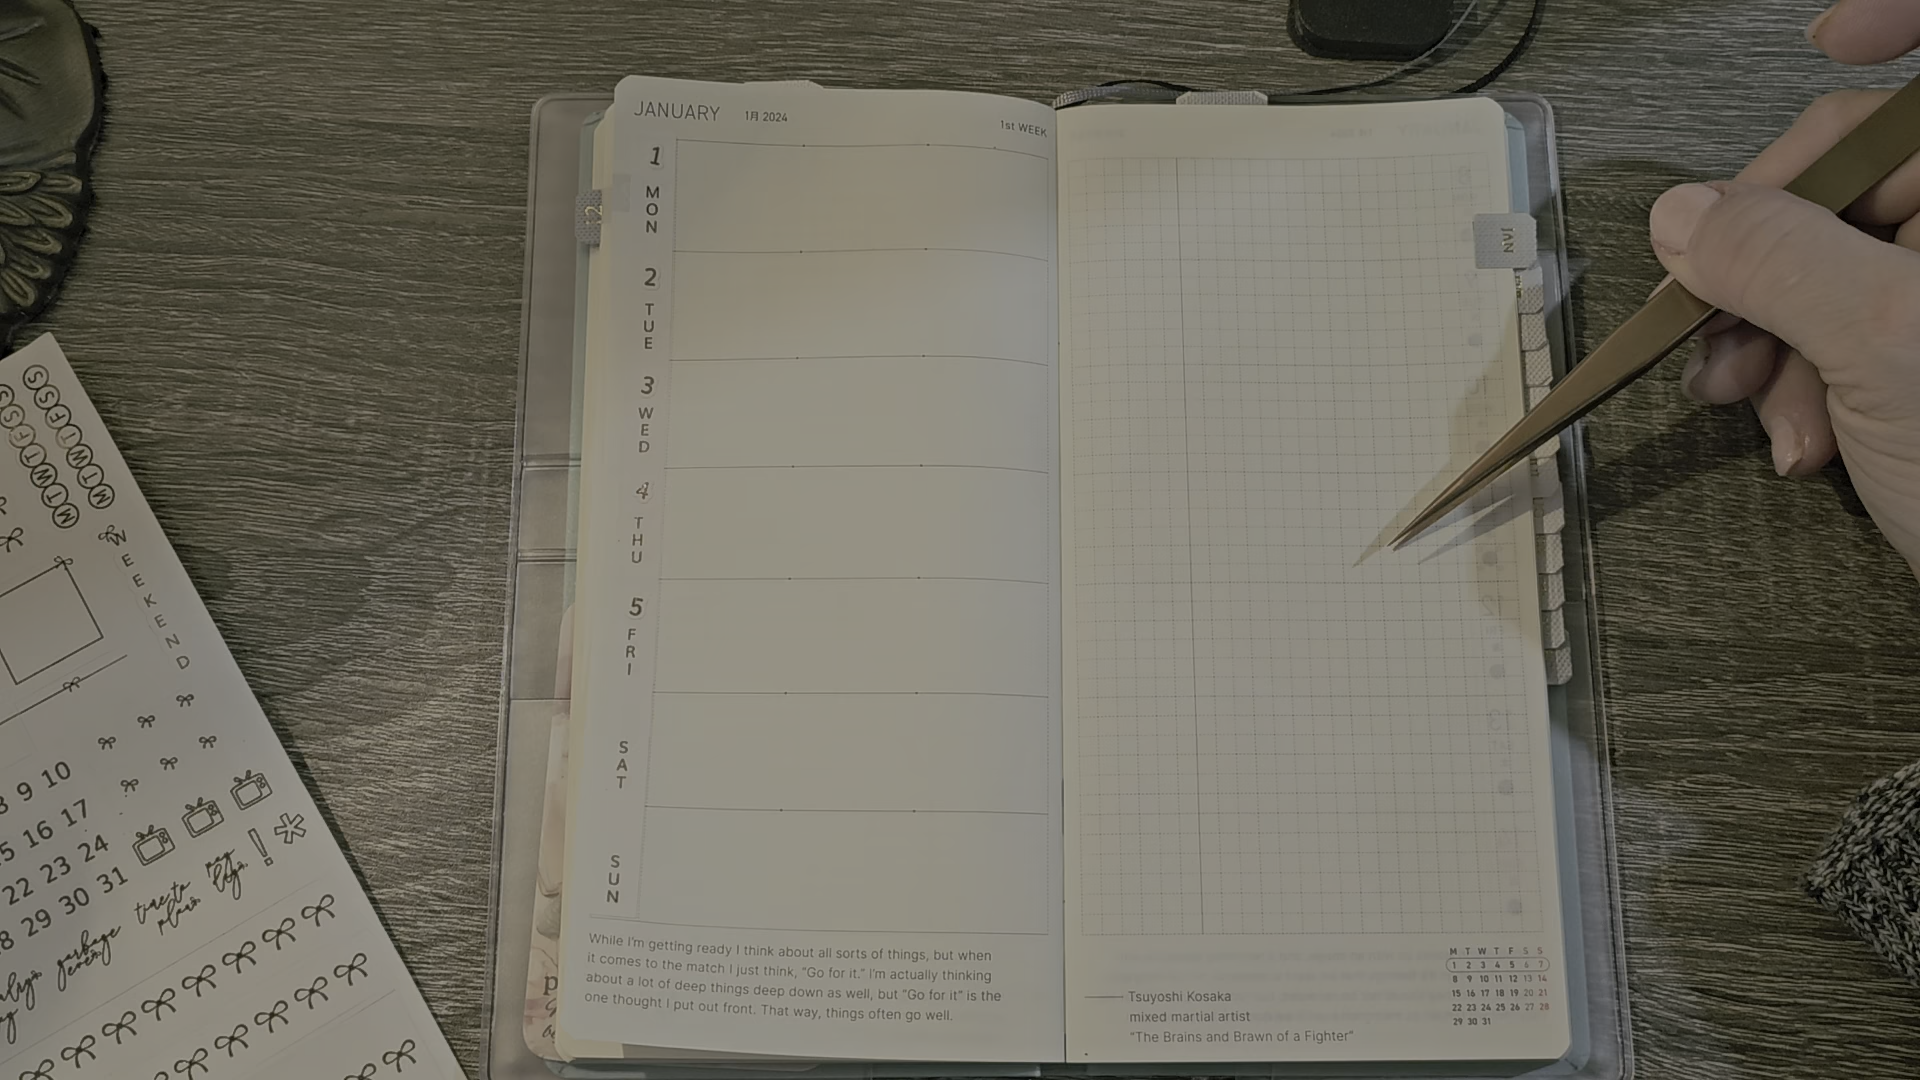 JANUARY 1月 2024
1st WEEK
1
MON
2
TUE
3
WED
4
THU
5
FRI
SAT
SUN
While I'm getting ready I think about all sorts of things, but when
it comes to the match I just think, “Go for it.” I'm actually thinking
about a lot of deep things deep down as well, but “Go for it” is the
one thought I put out front. That way, things often go well.
Tsuyoshi Kosaka
mixed martial artist
“The Brains and Brawn of a Fighter”
M T W T F S S
1 2 3 4 5 6 7
8 9 10 11 12 13 14
15 16 17 18 19 20 21
22 23 24 25 26 27 28
29 30 31
12
JAN
M T W T F S S
M T W T F S S
WEEKEND
9 10
16 17
22 23 24
29 30 31
time to
plan
garbage
!
*